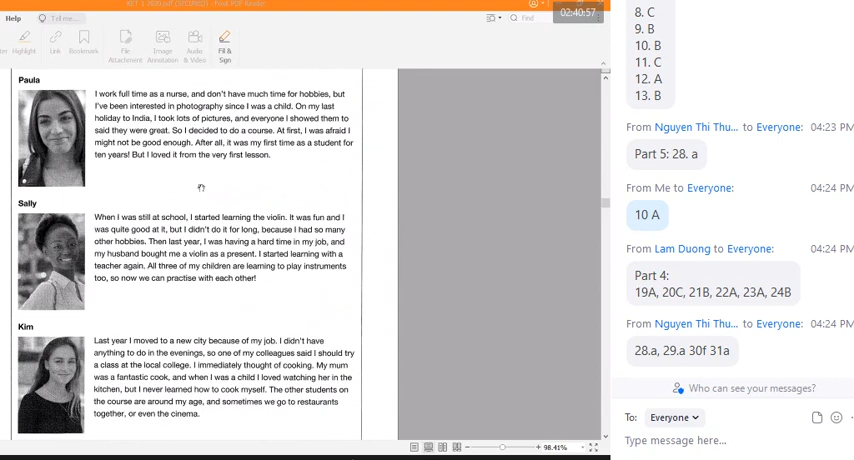 KET 1 2020.pdf (SECURED) - Foxit PDF Reader
Help
Tell me...
Find
02:40:57
Highlight
Link
Bookmark
File
Attachment
Image
Annotation
Audio
& Video
Fill &
Sign
Paula
I work full time as a nurse, and don't have much time for hobbies, but
I've been interested in photography since I was a child. On my last
holiday to India, I took lots of pictures, and everyone I showed them to
said they were great. So I decided to do a course. At first, I was afraid I
might not be good enough. After all, it was my first time as a student for
ten years! But I loved it from the very first lesson.
Sally
When I was still at school, I started learning the violin. It was fun and I
was quite good at it, but I didn't do it for long, because I had so many
other hobbies. Then last year, I was having a hard time in my job, and
my husband bought me a violin as a present. I started learning with a
teacher again. All three of my children are learning to play instruments
too, so now we can practise with each other!
Kim
Last year I moved to a new city because of my job. I didn't have
anything to do in the evenings, so one of my colleagues said I should try
a class at the local college. I immediately thought of cooking. My mum
was a fantastic cook, and when I was a child I loved watching her in the
kitchen, but I never learned how to cook myself. The other students on
the course are around my age, and sometimes we go to restaurants
together, or even the cinema.
98.41%
8. C
9. B
10. B
11. C
12. A
13. B
From Nguyen Thi Thu... to Everyone: 04:23 PM
Part 5: 28. a
From Me to Everyone: 04:24 PM
10 A
From Lam Duong to Everyone: 04:24 PM
Part 4:
19A, 20C, 21B, 22A, 23A, 24B
From Nguyen Thi Thu... to Everyone: 04:24 PM
28.a, 29.a 30f 31a
Who can see your messages?
To: Everyone
Type message here...